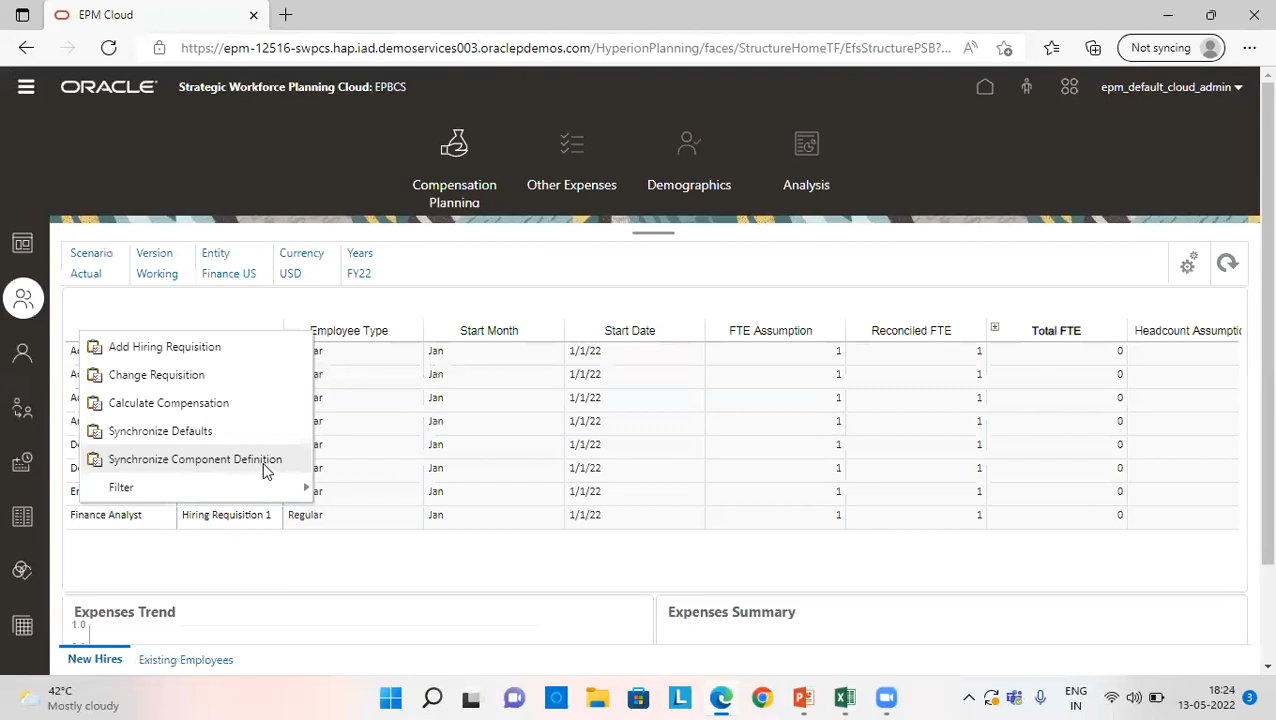 EPM Cloud
https://epm-12516-swpcs.hap.iad.demoservices003.oraclepdemos.com/HyperionPlanning/faces/StructureHomeTF/EfsStructurePSB?...
Not syncing
ORACLE Strategic Workforce Planning Cloud: EPBCS
epm_default_cloud_admin
Compensation Planning
Other Expenses
Demographics
Analysis
Scenario Version Entity Currency Years
Actual Working Finance US USD FY22
Employee Type Start Month Start Date FTE Assumption Reconciled FTE Total FTE Headcount Assumptio
Jan 1/1/22 1 1 0
Jan 1/1/22 1 1 0
Jan 1/1/22 1 1 0
Jan 1/1/22 1 1 0
Jan 1/1/22 1 1 0
Jan 1/1/22 1 1 0
Jan 1/1/22 1 1 0
Finance Analyst Hiring Requisition 1 Regular Jan 1/1/22 1 1 0
Add Hiring Requisition
Change Requisition
Calculate Compensation
Synchronize Defaults
Synchronize Component Definition
Filter
Expenses Trend
1.0
Expenses Summary
New Hires Existing Employees
42°C
Mostly cloudy
ENG
IN
18:24
13-05-2022
3